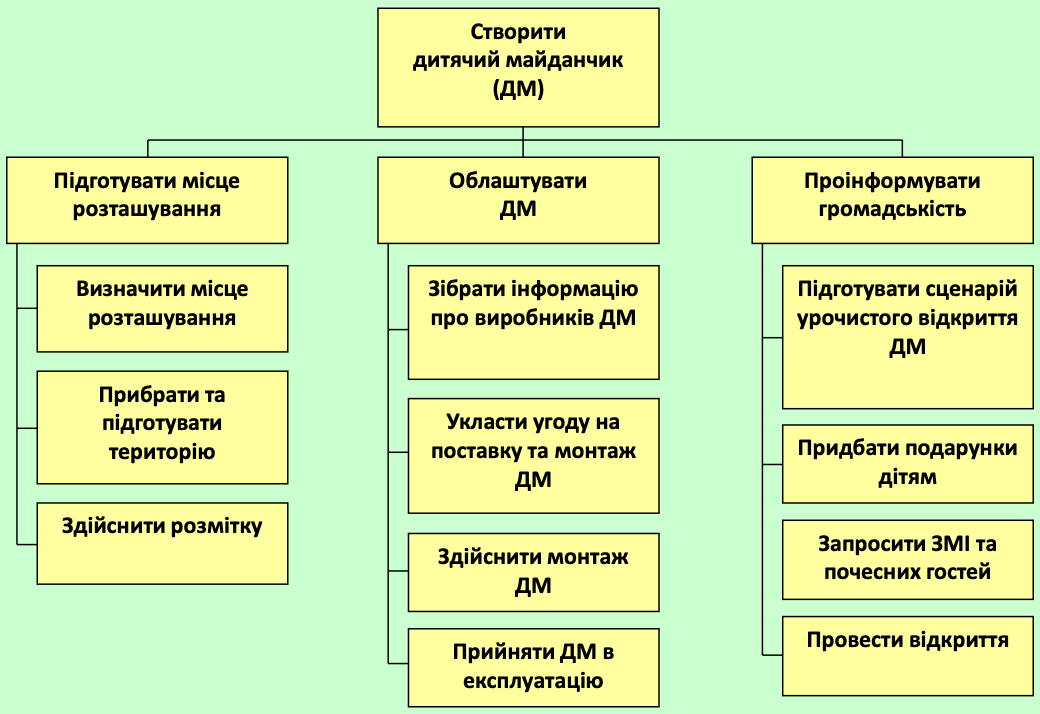 Створити
дитячий майданчик
(ДМ)
Підготувати місце
розташування
Визначити місце
розташування
Прибрати та
підготувати
територію
Здійснити розмітку
Облаштувати
ДМ
Зібрати інформацію
про виробників ДМ
Укласти угоду на
поставку та монтаж
ДМ
Здійснити монтаж
ДМ
Прийняти ДМ в
експлуатацію
Проінформувати
громадськість
Підготувати сценарій
урочистого відкриття
ДМ
Придбати подарунки
дітям
Запросити ЗМІ та
почесних гостей
Провести відкриття